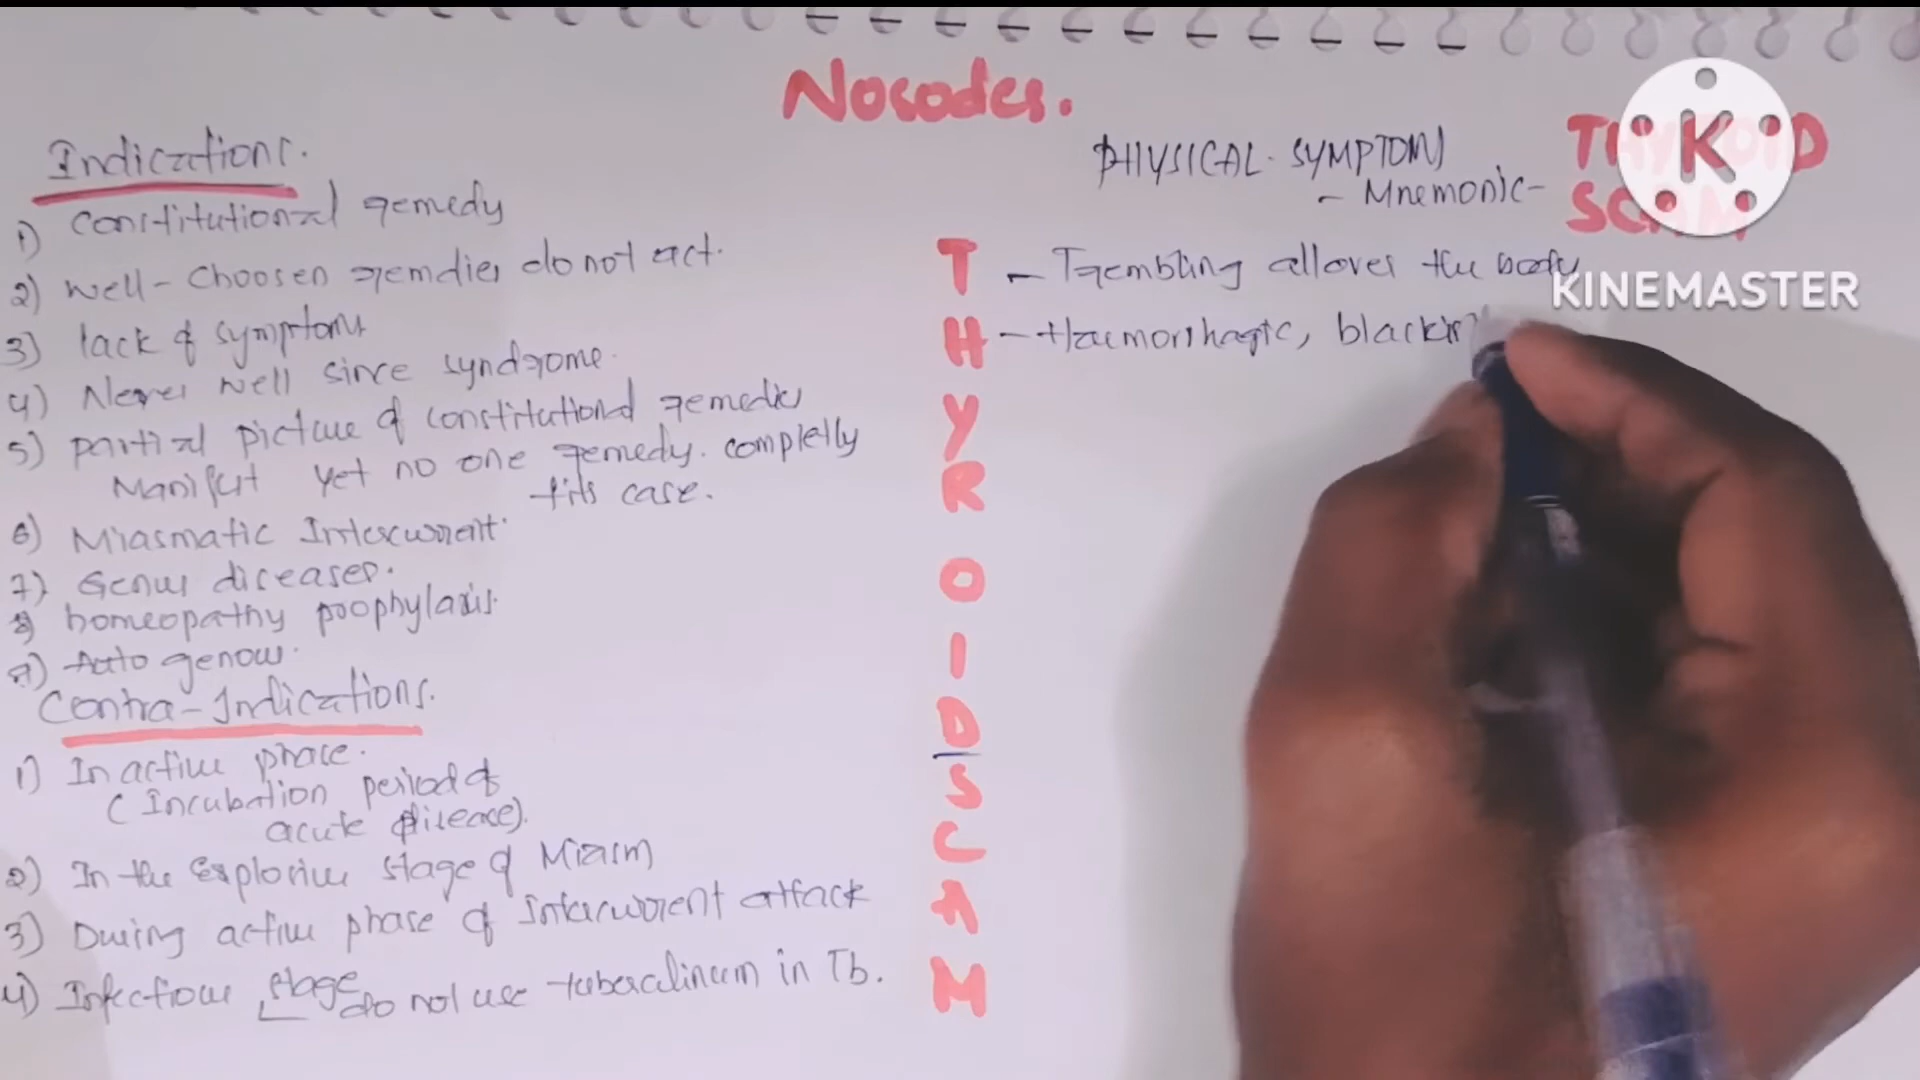 Nosodes.
Indications.
1) Constitutional remedy
2) Well-Choosen remdies do not act.
3) lack of symptoms
4) Never well since syndrome.
5) partial picture of constitutional remedies
Manifest yet no one remedy. completly
fits case.
6) Miasmatic Intercurrent.
7) Genus diceases.
8) homeopathy prophylaxis.
9) Auto genous.
Contra-Indications.
1) In active phase.
(Incubation period of
acute disease).
2) In the Explosive stage of Miasm
3) During active phase of Intercurrent attack
4) Infectious stage
do not use tuberculinum in Tb.
PHYSICAL SYMPTOMS
- Mnemonic-
T - Trembling allover the body
H - Haemorrhagic, blackish
Y
R
O
I
D
S
C
A
M
K
KINEMASTER